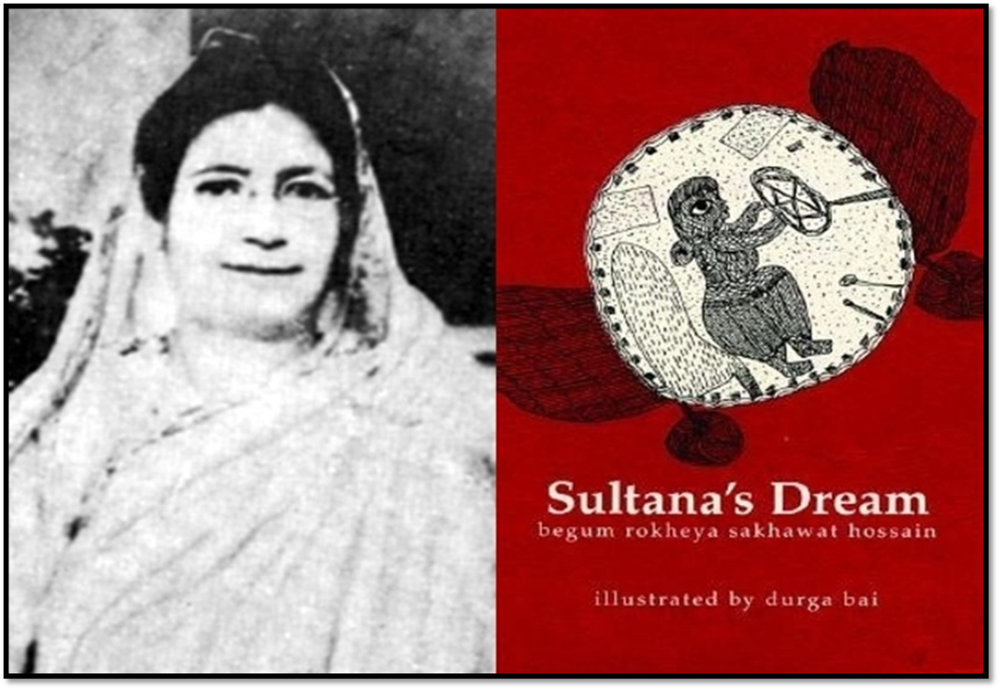 Sultana's Dream
begum rokheya sakhawat hossain
illustrated by durga bai